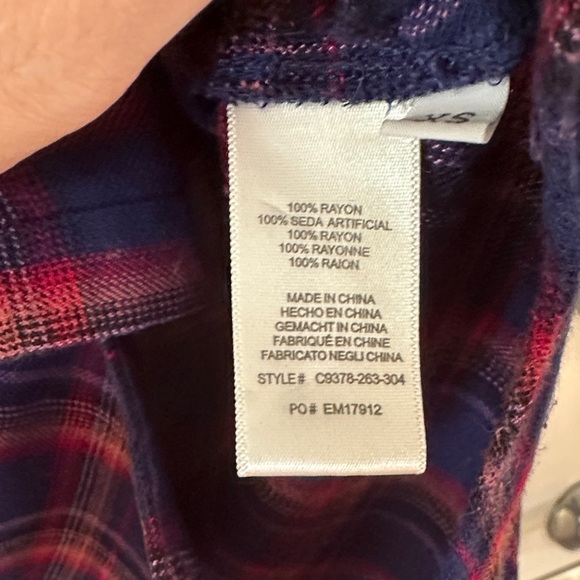 XS
100% RAYON
100% SEDA ARTIFICIAL
100% RAYON
100% RAYONNE
100% RAION
MADE IN CHINA
HECHO EN CHINA
GEMACHT IN CHINA
FABRIQUÉ EN CHINE
FABRICATO NEGLI CHINA
STYLE# C9378-263-304
PO# EM17912